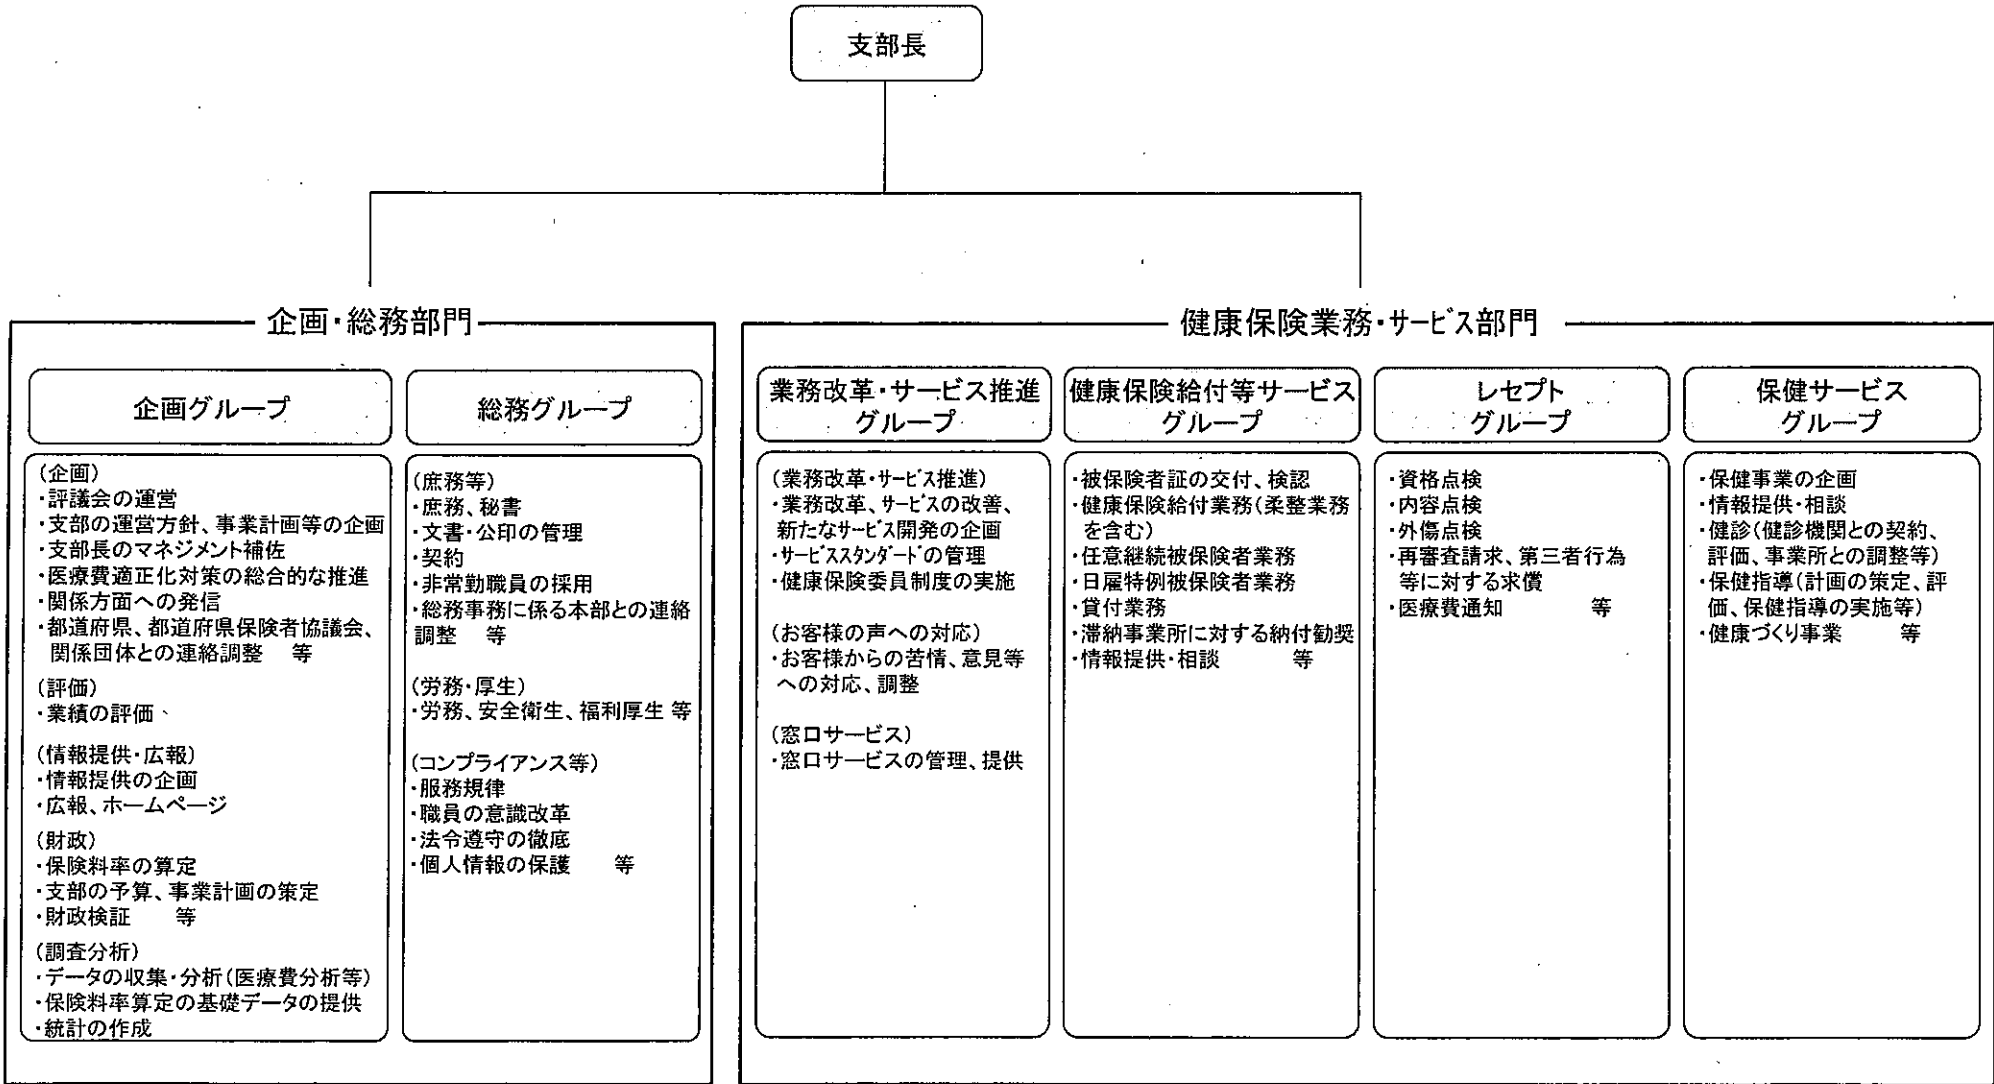 支部長
企画・総務部門
企画グループ
(企画)
・評議会の運営
・支部の運営方針、事業計画等の企画
・支部長のマネジメント補佐
・医療費適正化対策の総合的な推進
・関係方面への発信
・都道府県、都道府県保険者協議会、
関係団体との連絡調整　等
(評価)
・業績の評価
(情報提供・広報)
・情報提供の企画
・広報、ホームページ
(財政)
・保険料率の算定
・支部の予算、事業計画の策定
・財政検証　等
(調査分析)
・データの収集・分析(医療費分析等)
・保険料率算定の基礎データの提供
・統計の作成
総務グループ
(庶務等)
・庶務、秘書
・文書・公印の管理
・契約
・非常勤職員の採用
・総務事務に係る本部との連絡
調整　等
(労務・厚生)
・労務、安全衛生、福利厚生 等
(コンプライアンス等)
・服務規律
・職員の意識改革
・法令遵守の徹底
・個人情報の保護　等
健康保険業務・サービス部門
業務改革・サービス推進
グループ
(業務改革・サービス推進)
・業務改革、サービスの改善、
新たなサービス開発の企画
・サービススタンダードの管理
・健康保険委員制度の実施
(お客様の声への対応)
・お客様からの苦情、意見等
への対応、調整
(窓口サービス)
・窓口サービスの管理、提供
健康保険給付等サービス
グループ
・被保険者証の交付、検認
・健康保険給付業務(柔整業務
を含む)
・任意継続被保険者業務
・日雇特例被保険者業務
・貸付業務
・滞納事業所に対する納付勧奨
・情報提供・相談　等
レセプト
グループ
・資格点検
・内容点検
・外傷点検
・再審査請求、第三者行為
等に対する求償
・医療費通知　等
保健サービス
グループ
・保健事業の企画
・情報提供・相談
・健診(健診機関との契約、
評価、事業所との調整等)
・保健指導(計画の策定、評
価、保健指導の実施等)
・健康づくり事業　等